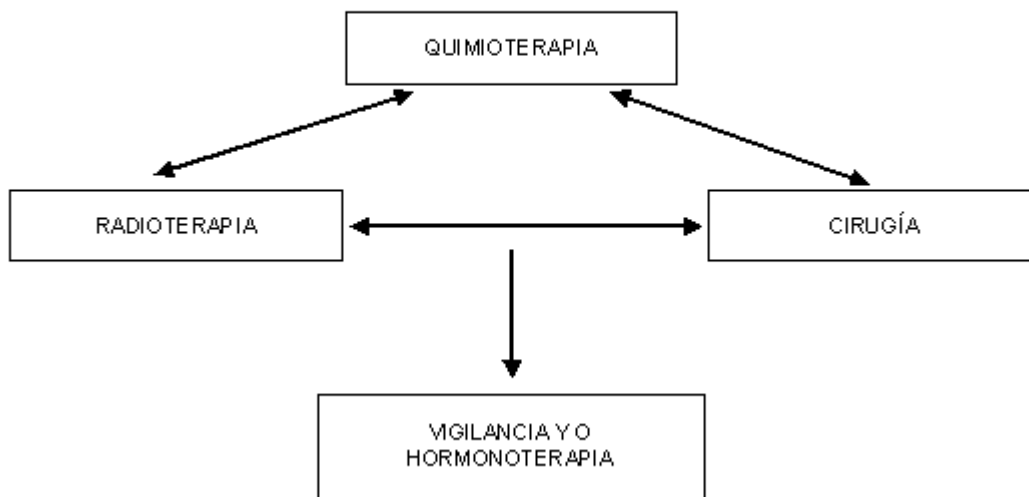 QUIMIOTERAPIA
RADIOTERAPIA
CIRUGÍA
VIGILANCIA Y O
HORMONOTERAPIA